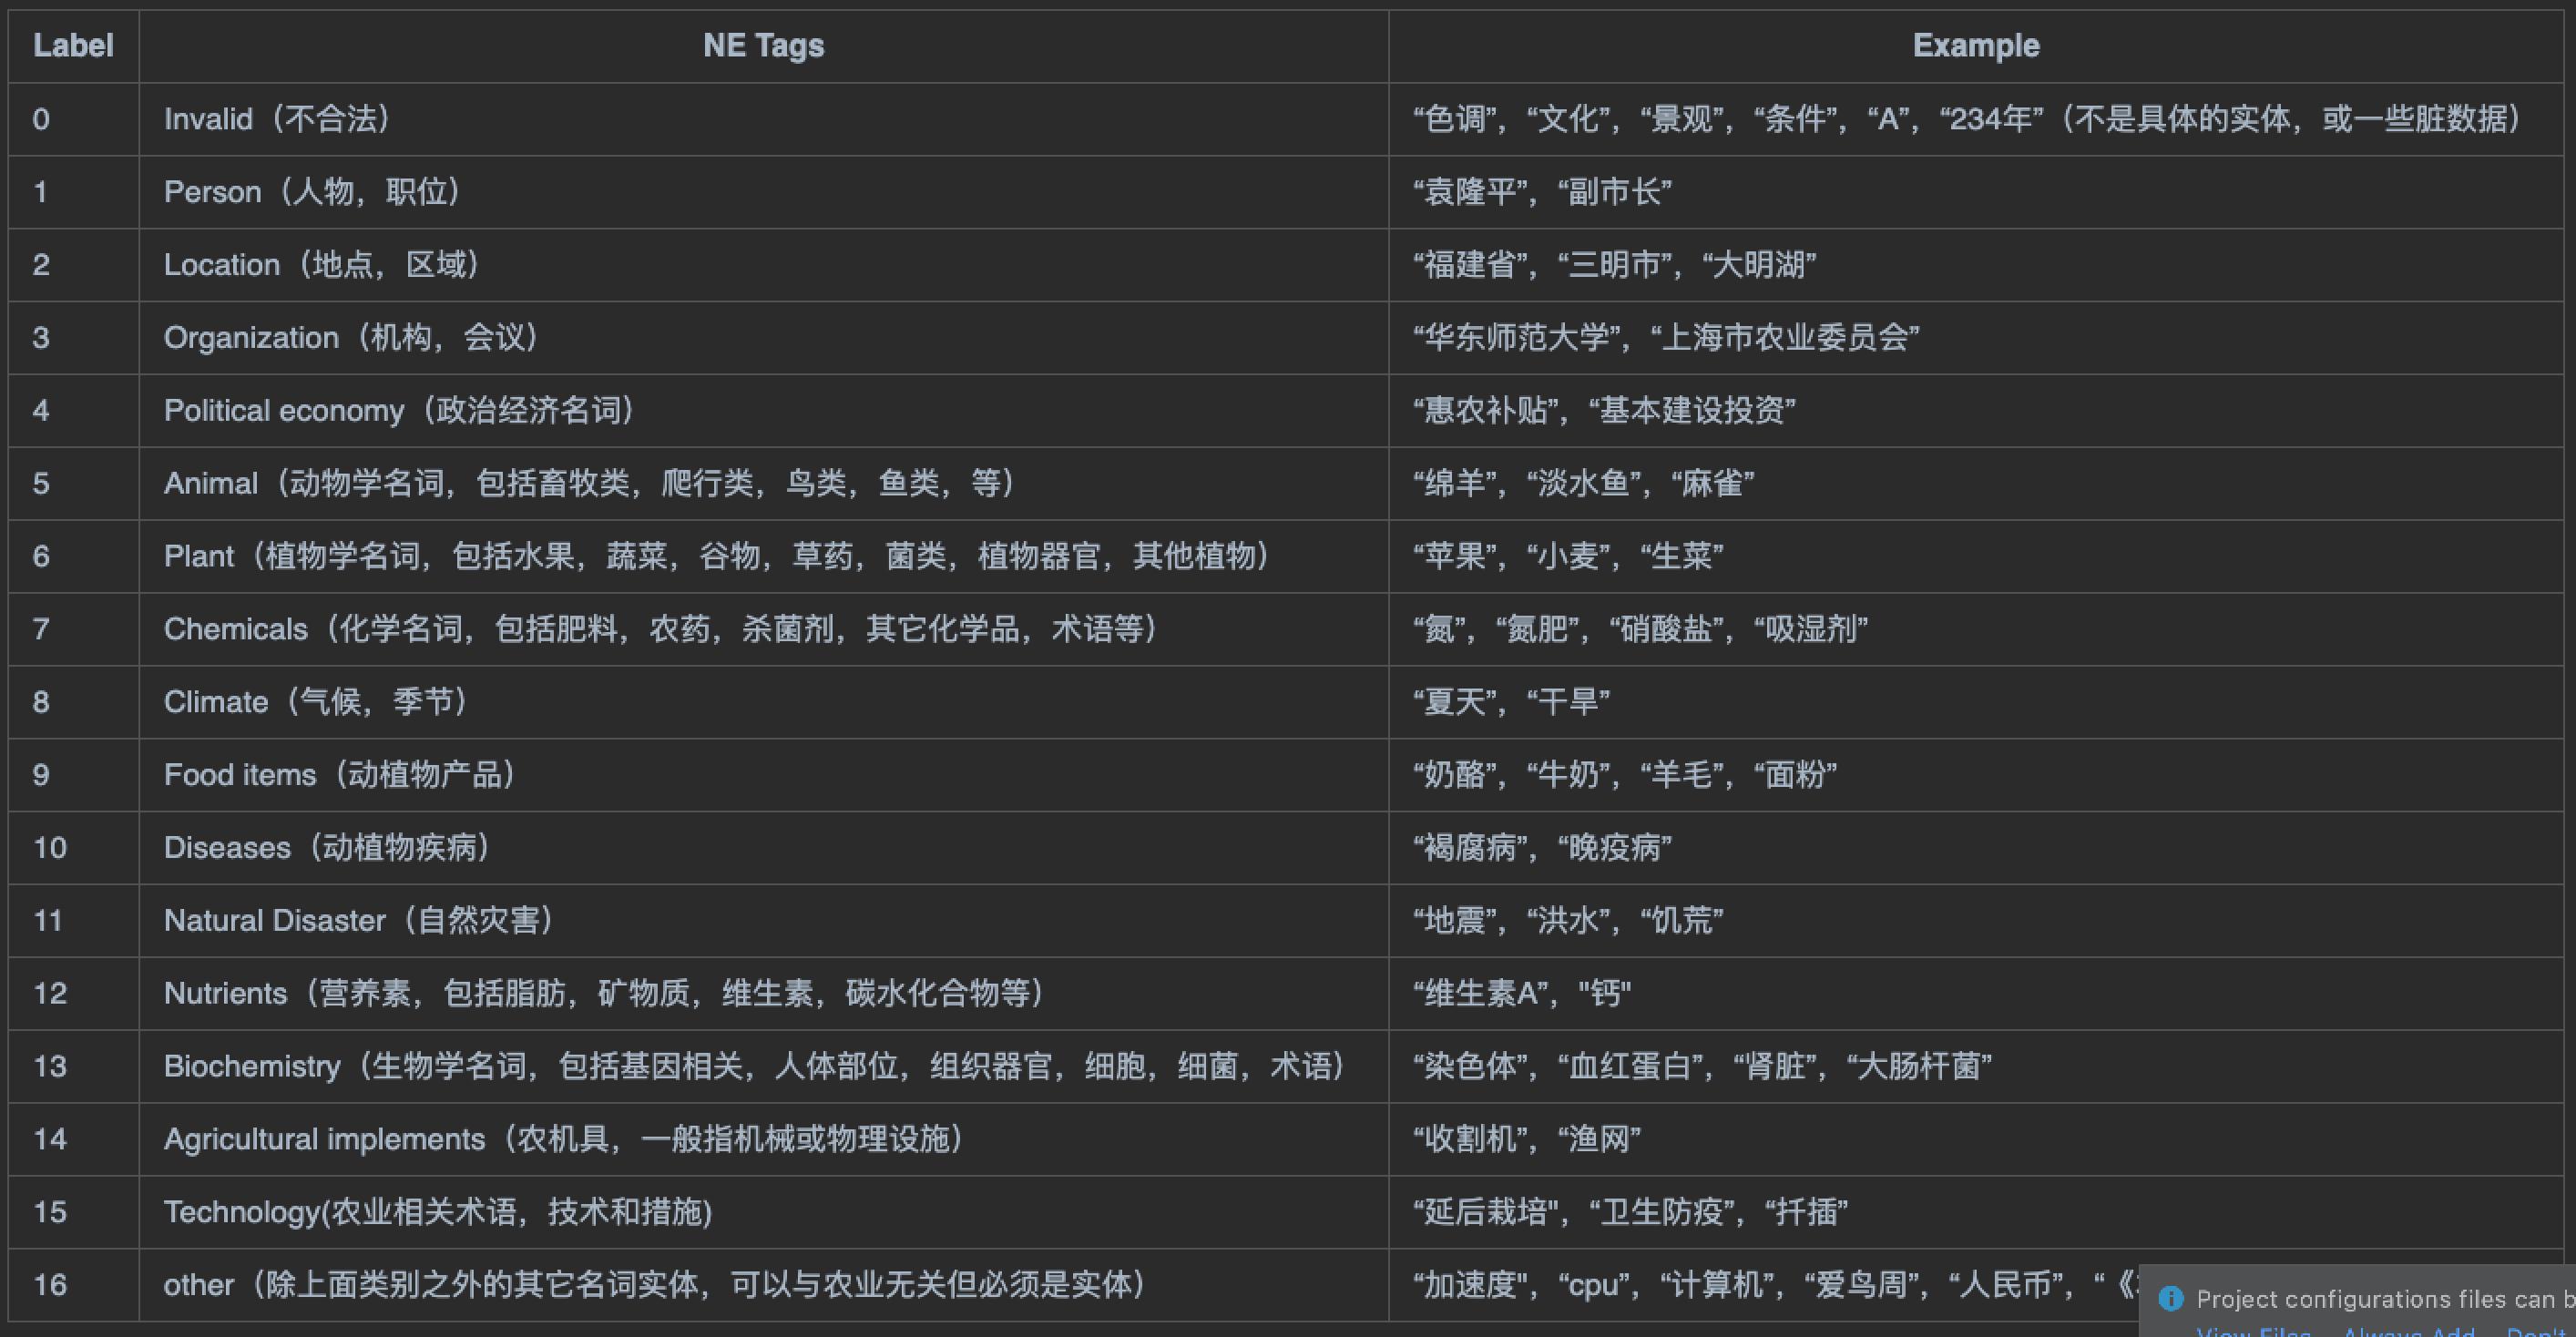 Label NE Tags Example
0 Invalid（不合法） “色调”，“文化”，“景观”，“条件”，“A”，“234年”（不是具体的实体，或一些脏数据）
1 Person（人物，职位） “袁隆平”，“副市长”
2 Location（地点，区域） “福建省”，“三明市”，“大明湖”
3 Organization（机构，会议） “华东师范大学”，“上海市农业委员会”
4 Political economy（政治经济名词） “惠农补贴”，“基本建设投资”
5 Animal（动物学名词，包括畜牧类，爬行类，鸟类，鱼类，等） “绵羊”，“淡水鱼”，“麻雀”
6 Plant（植物学名词，包括水果，蔬菜，谷物，草药，菌类，植物器官，其他植物） “苹果”，“小麦”，“生菜”
7 Chemicals（化学名词，包括肥料，农药，杀菌剂，其它化学品，术语等） “氮”，“氮肥”，“硝酸盐”，“吸湿剂”
8 Climate（气候，季节） “夏天”，“干旱”
9 Food items（动植物产品） “奶酪”，“牛奶”，“羊毛”，“面粉”
10 Diseases（动植物疾病） “褐腐病”，“晚疫病”
11 Natural Disaster（自然灾害） “地震”，“洪水”，“饥荒”
12 Nutrients（营养素，包括脂肪，矿物质，维生素，碳水化合物等） “维生素A”，"钙"
13 Biochemistry（生物学名词，包括基因相关，人体部位，组织器官，细胞，细菌，术语） “染色体”，“血红蛋白”，“肾脏”，“大肠杆菌”
14 Agricultural implements（农机具，一般指机械或物理设施） “收割机”，“渔网”
15 Technology(农业相关术语，技术和措施) “延后栽培"，“卫生防疫”，“扦插”
16 other（除上面类别之外的其它名词实体，可以与农业无关但必须是实体） “加速度"，“cpu”，“计算机”，“爱鸟周”，“人民币”，“《
Project configurations files can b
View Files Always Add Don't